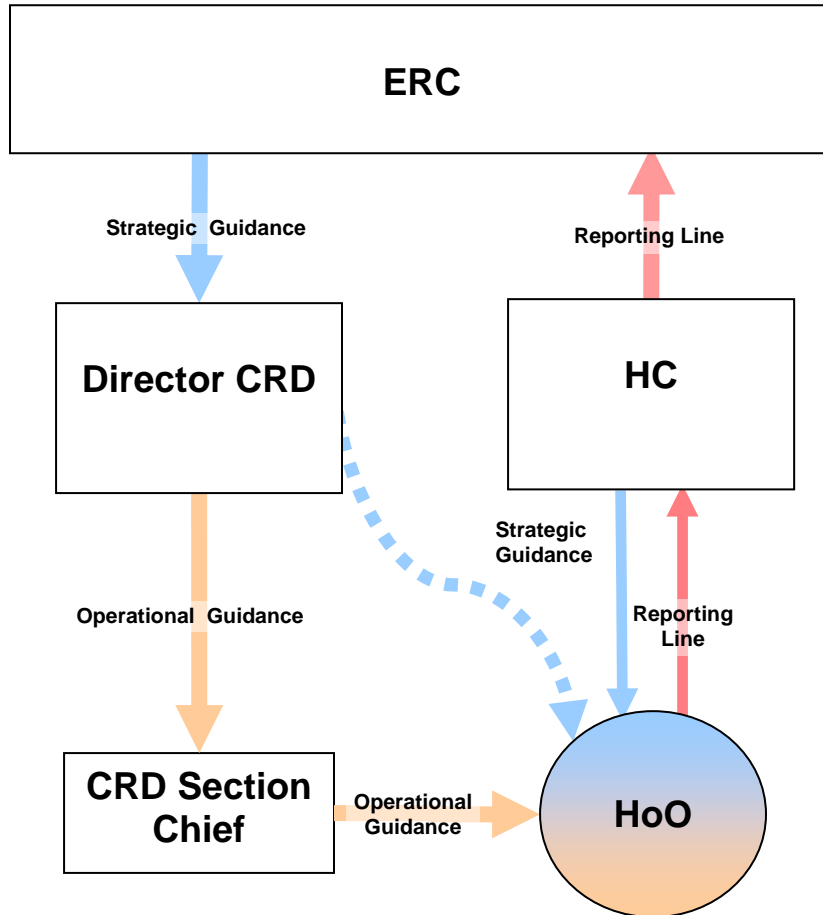 ERC
Strategic Guidance
Reporting Line
Director CRD
HC
Strategic
Guidance
Operational Guidance
Reporting
Line
CRD Section
Chief
Operational
Guidance
HoO